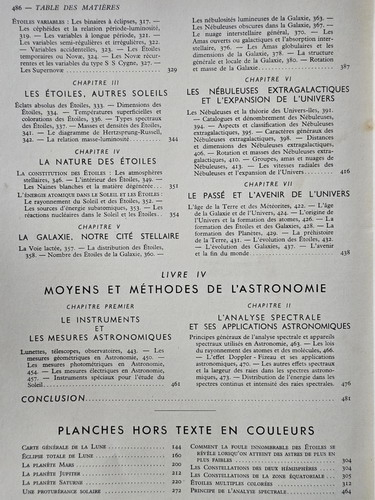 486 — TABLE DES MATIÈRES
ÉTOILES VARIABLES : Les binaires à éclipses, 317. —
Les céphéides et la relation période-luminosité,
319. — Les variables à longue période, 321. —
Les variables semi-régulières et irrégulières, 322.
— Variables accidentelles, 323. — Les Étoiles
temporaires ou Novæ, 324. — Les Novæ récur-
rentes et les variables du type S S Cygne, 327. —
Les Supernovæ 329
CHAPITRE III
LES ÉTOILES, AUTRES SOLEILS
Éclats absolus des Étoiles, 333. — Dimensions des
Étoiles, 334. — Températures superficielles et
colorations des Étoiles, 336. — Types spectraux
des Étoiles, 337. — Masses et densités des Étoiles,
341. — Le diagramme de Hertzsprung-Russell,
342. — La relation masse-luminosité 344
CHAPITRE IV
LA NATURE DES ÉTOILES
LA CONSTITUTION DES ÉTOILES : Les atmosphères
stellaires, 346. — L'intérieur des Étoiles, 348. —
Les Naines blanches et la matière dégénérée. 351
L'ÉNERGIE ATOMIQUE DANS LE SOLEIL ET LES ÉTOILES :
Le rayonnement du Soleil et des Étoiles, 352. —
Les sources d'énergie subatomiques, 353. — Les
réactions nucléaires dans le Soleil et les Étoiles 354
CHAPITRE V
LA GALAXIE, NOTRE CITÉ STELLAIRE
La Voie lactée, 357. — La distribution des Étoiles,
358. — Nombre des Étoiles de la Galaxie, 360. —
les nébulosités lumineuses de la Galaxie, 363. —
Les Nébuleuses obscures dans la Galaxie, 367. —
Le nuage interstellaire général, 370. — Les
Amas ouverts ou galactiques et l'absorption inter-
stellaire, 376. — Les Amas globulaires et les
dimensions de la Galaxie, 378. — La structure
générale et locale de la Galaxie, 380. — Rotation
et masse de la Galaxie 387
CHAPITRE VI
LES NÉBULEUSES EXTRAGALACTIQUES
ET L'EXPANSION DE L'UNIVERS
Les Nébuleuses et la théorie des Univers-îles, 391.
— Catalogues et dénombrement des Nébuleuses,
394. — Aspects et classification des Nébuleuses
extragalactiques, 395. — Caractères généraux des
Nébuleuses extragalactiques, 398. — Distances
et dimensions des Nébuleuses extragalactiques,
406. — Rotation et masses des Nébuleuses extra-
galactiques, 410. — Groupes, amas et nuages de
Nébuleuses, 413. — Les vitesses radiales des
Nébuleuses et l'expansion de l'Univers 426
CHAPITRE VII
LE PASSÉ ET L'AVENIR DE L'UNIVERS
L'âge de la Terre et des Météorites, 422. — L'âge
de la Galaxie et de l'Univers, 424. — L'origine de
l'Univers et la formation des atomes, 426. — La
formation des Étoiles et des Galaxies, 428. — La
formation des Planètes, 429. — La préhistoire
de la Terre, 431. — L'évolution des Étoiles, 432.
— L'évolution des Galaxies, 437. — L'avenir
et la fin du monde 438
LIVRE IV
MOYENS ET MÉTHODES DE L'ASTRONOMIE
CHAPITRE PREMIER
LE INSTRUMENTS
ET
LES MESURES ASTRONOMIQUES
Lunettes, télescopes, observatoires, 443. — Les
mesures géométriques en Astronomie, 450. —
Les mesures photométriques en Astronomie,
454. — Les mesures électriques en Astronomie,
457. — Instruments spéciaux pour l'étude du
Soleil 461
CHAPITRE II
L'ANALYSE SPECTRALE
ET SES APPLICATIONS ASTRONOMIQUES
Principes généraux de l'analyse spectrale et appareils
spectraux utilisés en Astronomie, 463. — Les lois
du rayonnement des atomes et des molécules, 466.
— L'effet Doppler-Fizeau et ses applications
astronomiques, 470. — Les autres effets spectraux
et la largeur des raies dans les spectres astrono-
miques, 473. — Distribution de l'énergie dans les
spectres continus et intensité des raies spectrales. 476
CONCLUSION 481
PLANCHES HORS TEXTE EN COULEURS
CARTE GÉNÉRALE DE LA LUNE 144
ÉCLIPSE TOTALE DE LUNE 160
LA PLANÈTE MARS 200
LA PLANÈTE JUPITER 212
LA PLANÈTE SATURNE 220
UNE PROTUBÉRANCE SOLAIRE 272
COMMENT LA FOULE INNOMBRABLE DES ÉTOILES SE
RÉVÈLE LORSQU'ON ATTEINT DES ASTRES DE PLUS EN
PLUS FAIBLES 304
LES CONSTELLATIONS DES DEUX HÉMISPHÈRES 304
LES CONSTELLATIONS DE LA ZONE ÉQUATORIALE 305
ÉTOILES MULTIPLES COLORÉES 312
PRINCIPE DE L'ANALYSE SPECTRALE 464